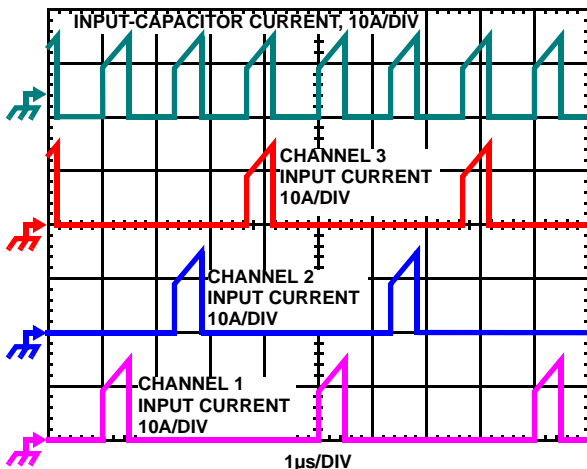 INPUT-CAPACITOR CURRENT, 10A/DIV
CHANNEL 3
INPUT CURRENT
10A/DIV
CHANNEL 2
INPUT CURRENT
10A/DIV
CHANNEL 1
INPUT CURRENT
10A/DIV
1µs/DIV